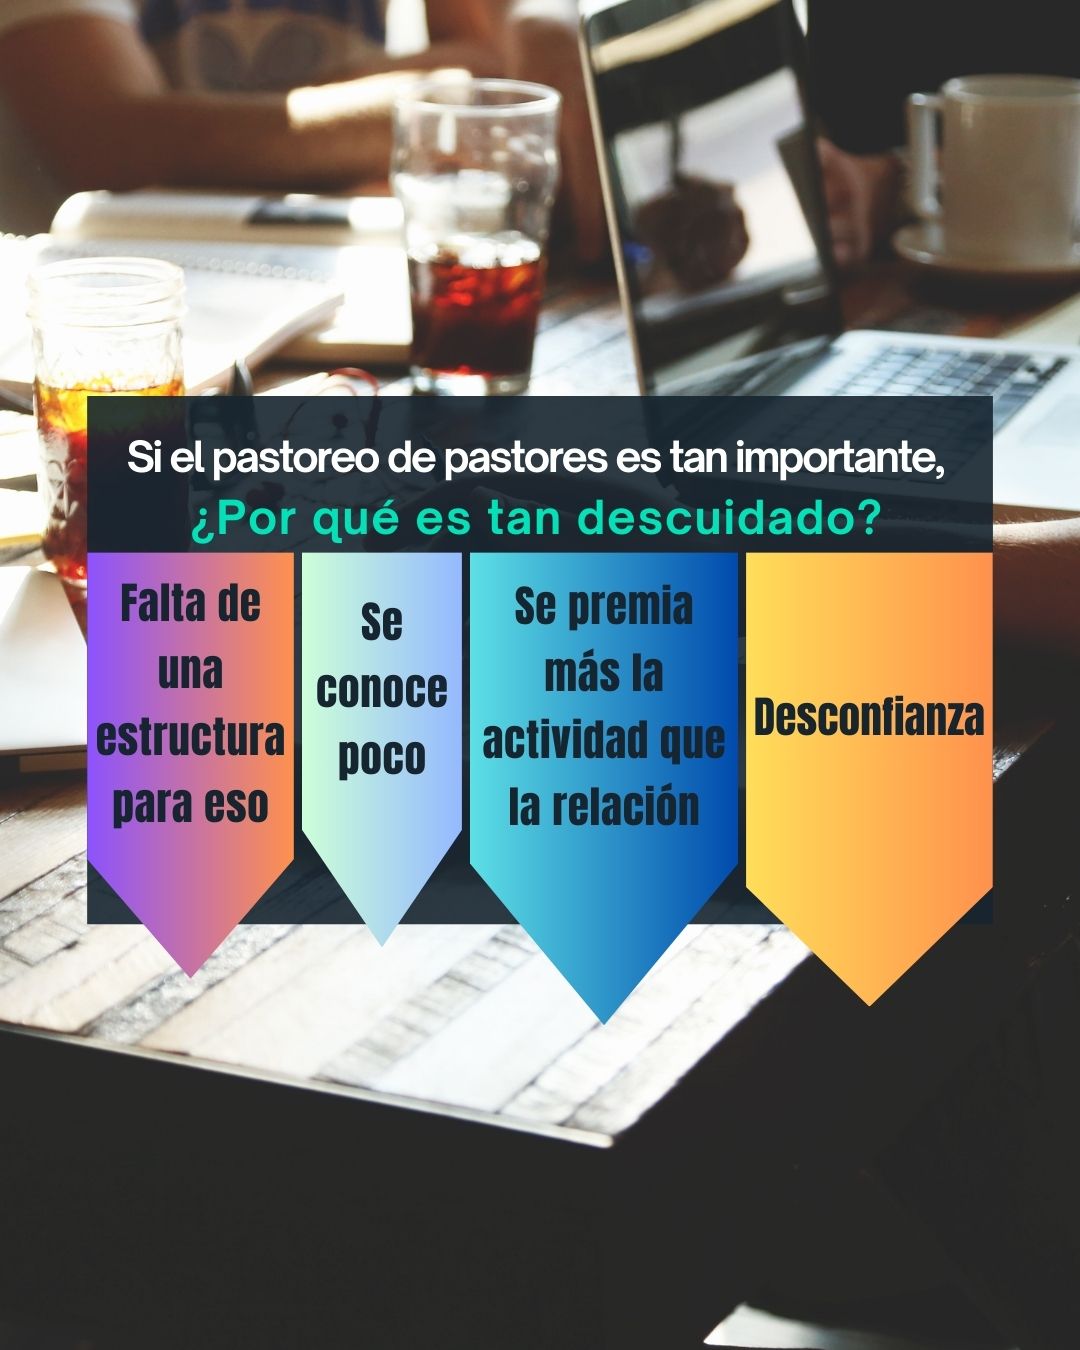 Si el pastoreo de pastores es tan importante,
¿Por qué es tan descuidado?
Falta de
una
estructura
para eso
Se
conoce
poco
Se premia
más la
actividad que
la relación
Desconfianza